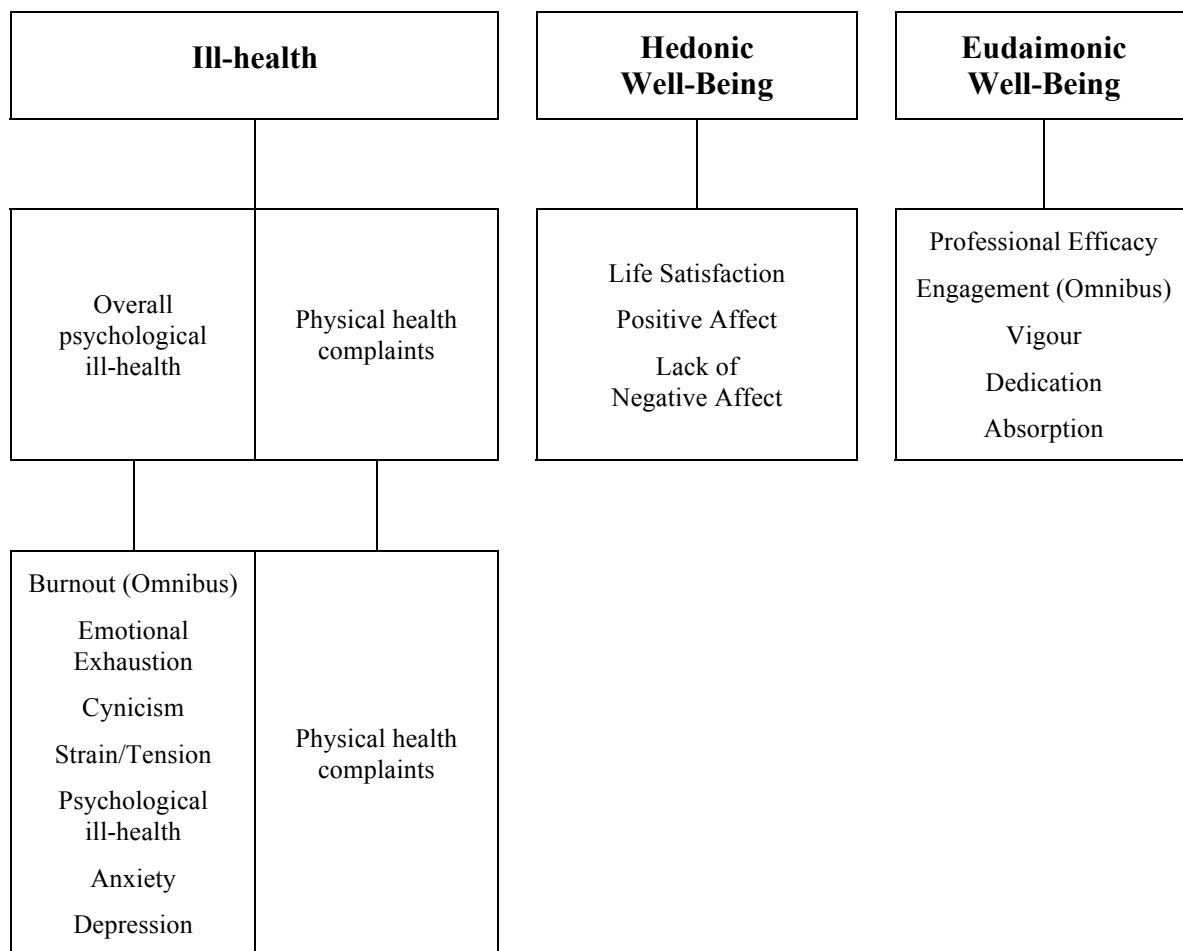 Ill-health
Hedonic
Well-Being
Eudaimonic
Well-Being
Overall
psychological
ill-health
Physical health
complaints
Life Satisfaction
Positive Affect
Lack of
Negative Affect
Professional Efficacy
Engagement (Omnibus)
Vigour
Dedication
Absorption
Burnout (Omnibus)
Emotional
Exhaustion
Cynicism
Strain/Tension
Psychological
ill-health
Anxiety
Depression
Physical health
complaints